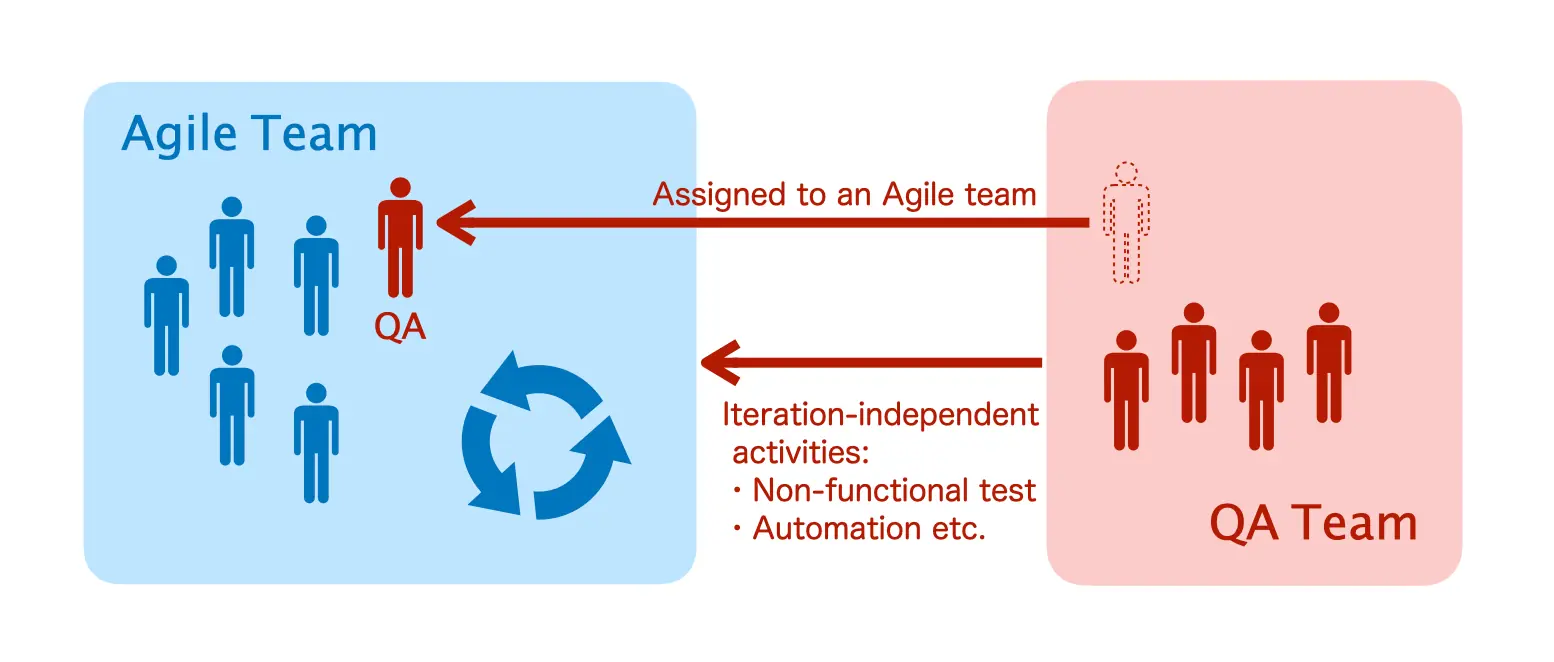 Agile Team
Assigned to an Agile team
QA
Iteration-independent
activities:
・Non-functional test
・Automation etc.
QA Team